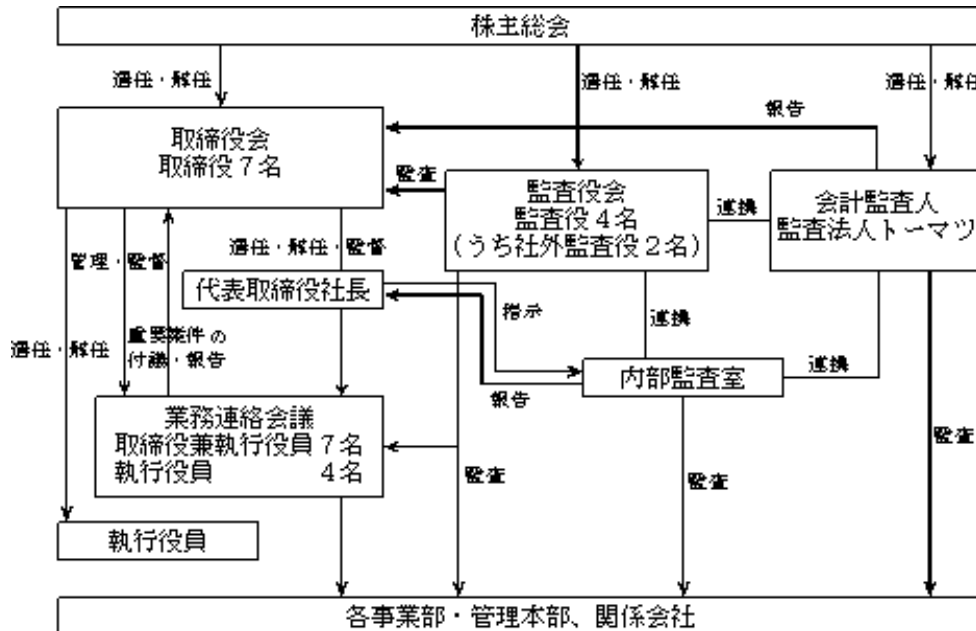 株主総会
選任・解任
選任・解任
選任・解任
報告
取締役会
取締役7名
監査
監査役会
監査役4名
(うち社外監査役2名)
連携
会計監査人
監査法人トーマツ
選任・解任・監督
管理・監督
代表取締役社長
指示
連携
選任・解任
重要案件の
付議・報告
内部監査室
連携
報告
業務連絡会議
取締役兼執行役員7名
執行役員 4名
監査
監査
監査
執行役員
各事業部・管理本部、関係会社